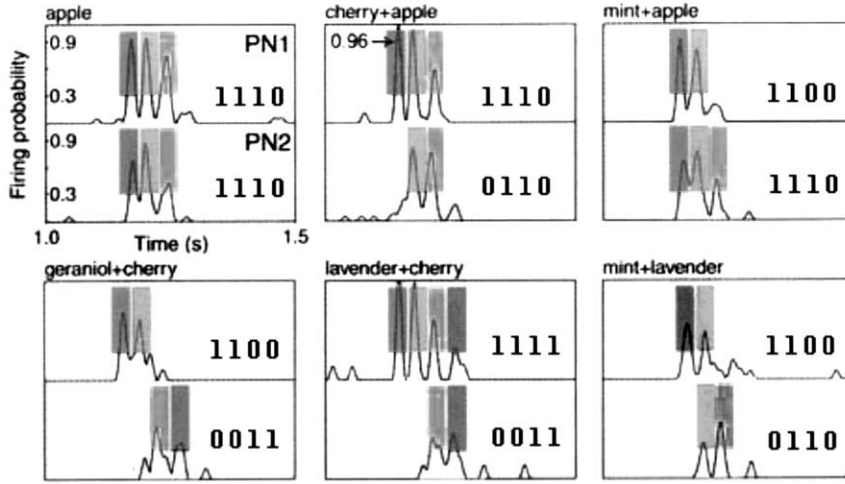 apple
cherry+apple
mint+apple
Firing probability
0.9
PN1
0.3
1110
0.96
1110
1100
0.9
PN2
0.3
1110
0110
1110
1.0
Time (s)
1.5
geraniol+cherry
lavender+cherry
mint+lavender
1100
1111
1100
0011
0011
0110